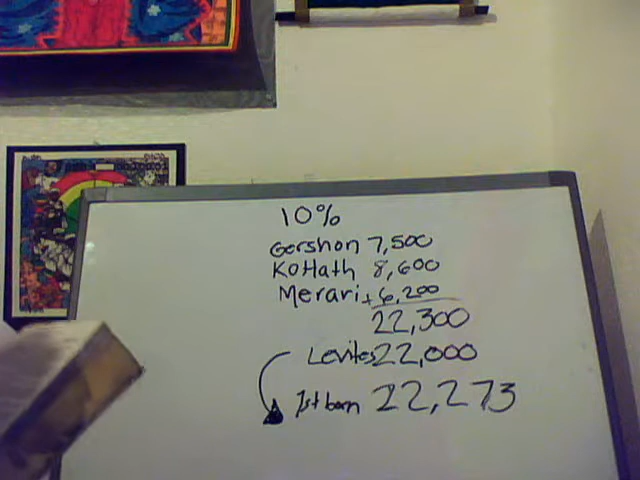 10%
Gershon 7,500
KoHath 8,600
Merari + 6,200
22,300
Levites 22,000
1st born 22,273